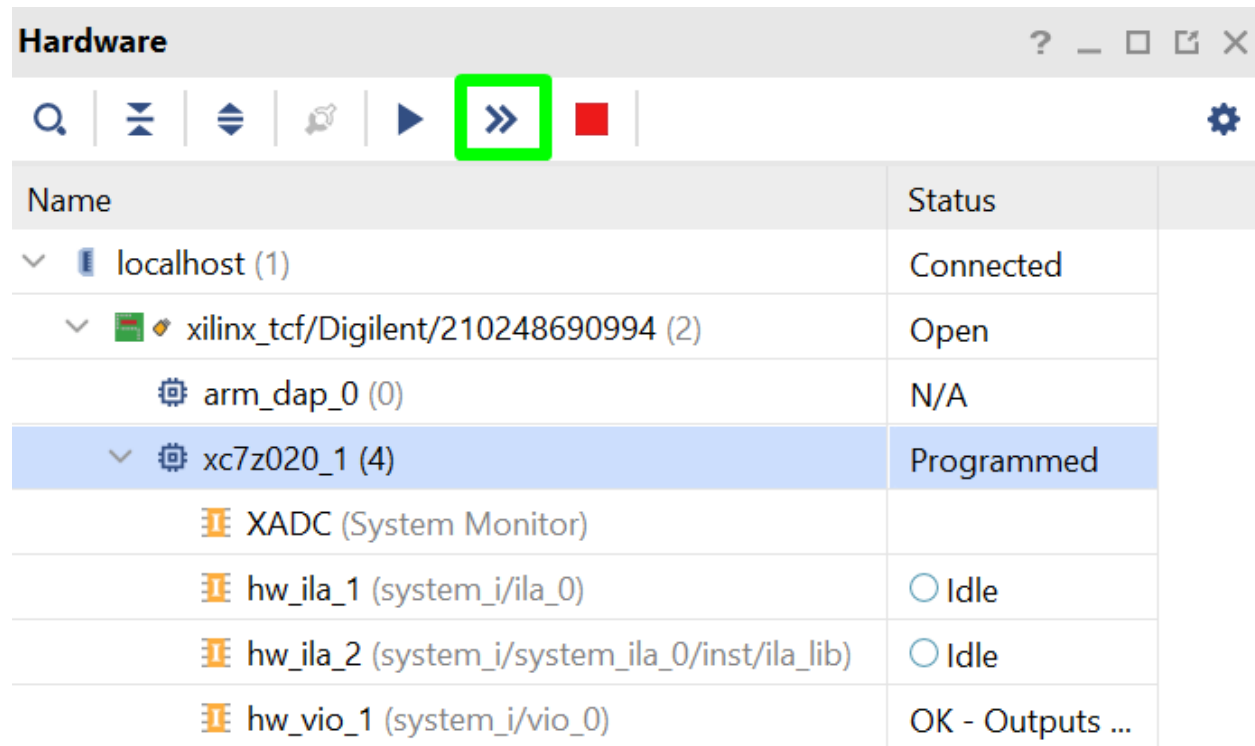 Hardware
Name Status
localhost (1) Connected
xilinx_tcf/Digilent/210248690994 (2) Open
arm_dap_0 (0) N/A
xc7z020_1 (4) Programmed
XADC (System Monitor)
hw_ila_1 (system_i/ila_0) Idle
hw_ila_2 (system_i/system_ila_0/inst/ila_lib) Idle
hw_vio_1 (system_i/vio_0) OK - Outputs ...